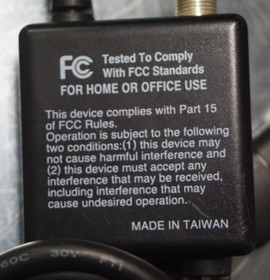 FC Tested To Comply
With FCC Standards
FOR HOME OR OFFICE USE
This device complies with Part 15
of FCC Rules.
Operation is subject to the following
two conditions:(1) this device may
not cause harmful interference and
(2) this device must accept any
interference that may be received,
including interference that may
cause undesired operation.
MADE IN TAIWAN
60C 30V